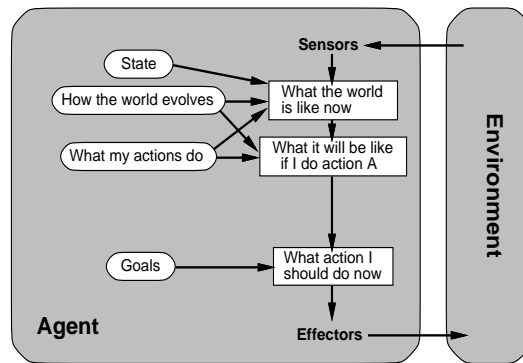 Sensors
State
What the world
is like now
How the world evolves
What my actions do
What it will be like
if I do action A
Goals
What action I
should do now
Agent
Effectors
Environment